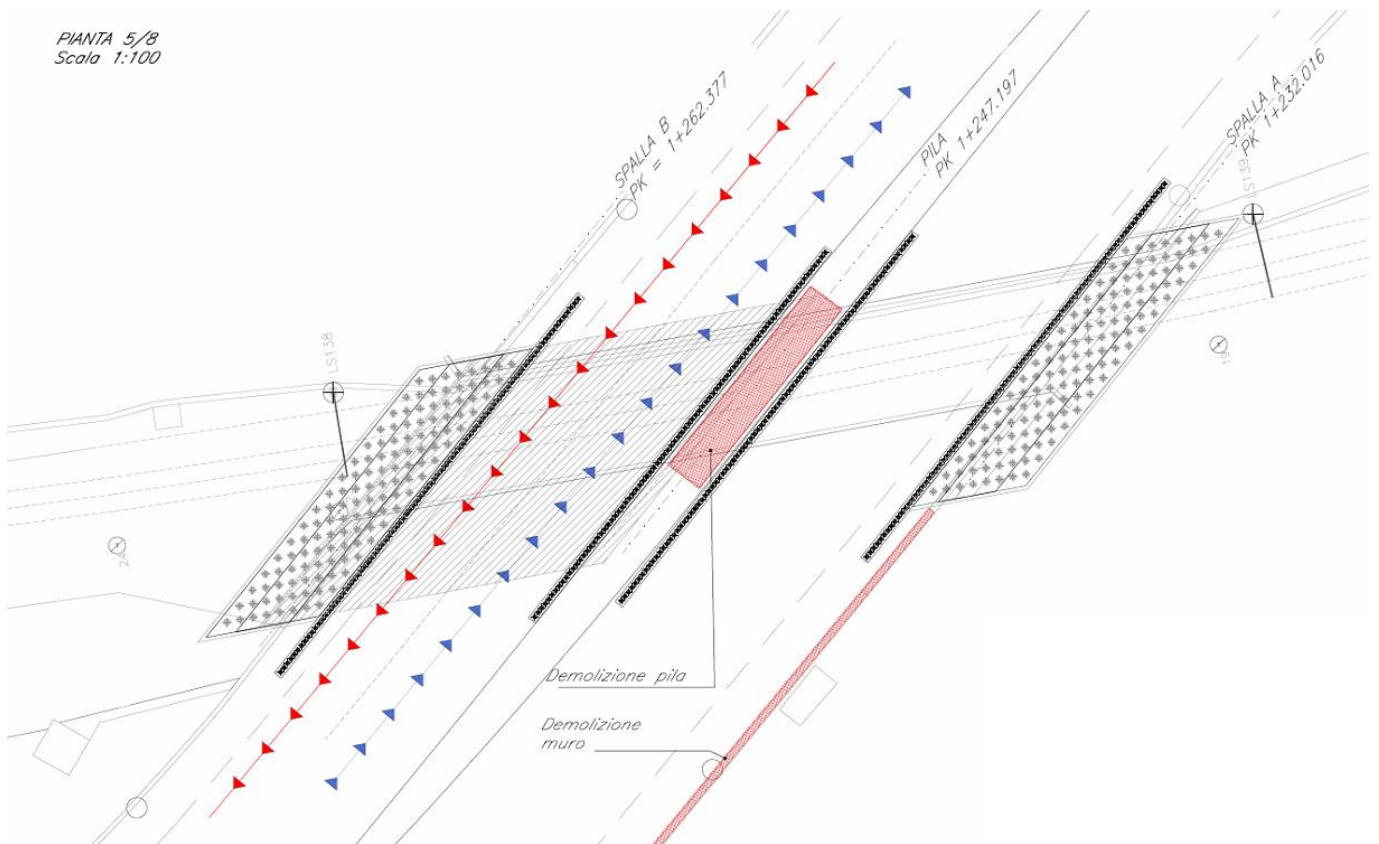 PIANTA 5/8
Scala 1:100
SPALLA B
PK = 1+262.377
PILA
PK 1+247.197
SPALLA A
PK 1+232.016
LS138
LS139
Demolizione pila
Demolizione
muro